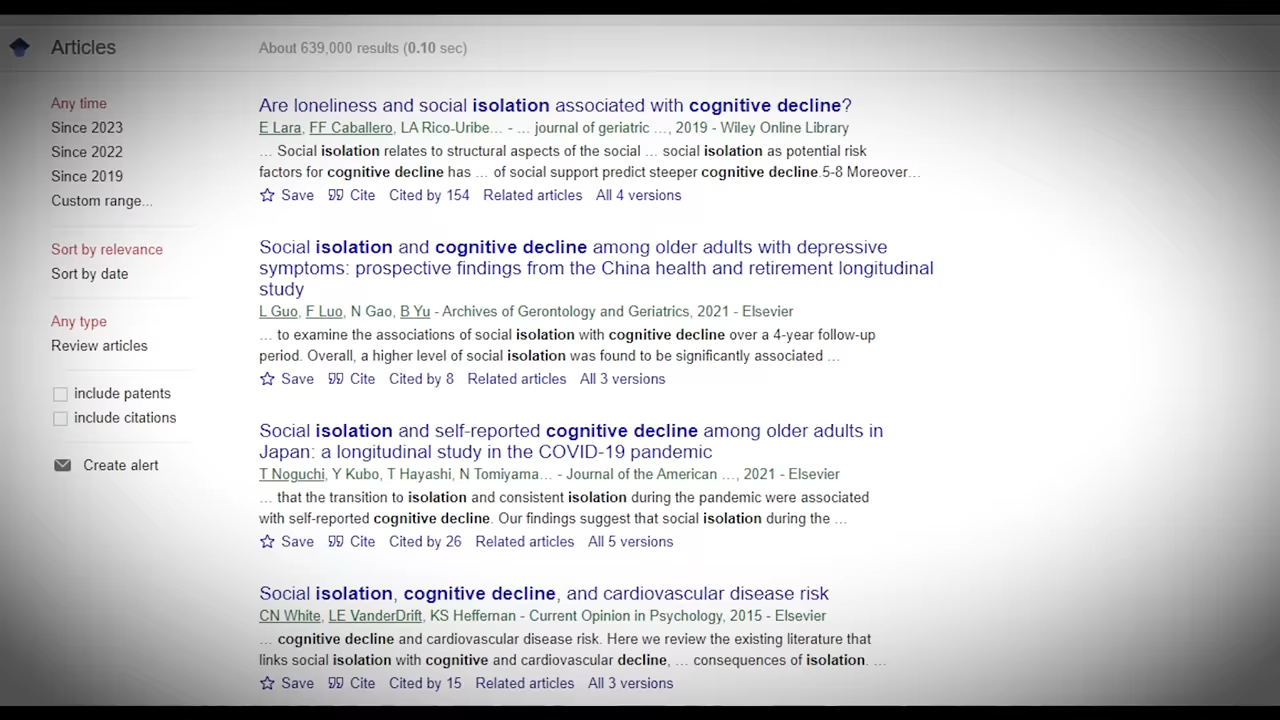 Articles
About 639,000 results (0.10 sec)
Any time
Since 2023
Since 2022
Since 2019
Custom range...
Sort by relevance
Sort by date
Any type
Review articles
include patents
include citations
Create alert
Are loneliness and social isolation associated with cognitive decline?
E Lara, FF Caballero, LA Rico-Uribe… - … journal of geriatric …, 2019 - Wiley Online Library
… Social isolation relates to structural aspects of the social … social isolation as potential risk
factors for cognitive decline has … of social support predict steeper cognitive decline.5-8 Moreover…
Save Cite Cited by 154 Related articles All 4 versions
Social isolation and cognitive decline among older adults with depressive
symptoms: prospective findings from the China health and retirement longitudinal
study
L Guo, F Luo, N Gao, B Yu - Archives of Gerontology and Geriatrics, 2021 - Elsevier
… to examine the associations of social isolation with cognitive decline over a 4-year follow-up
period. Overall, a higher level of social isolation was found to be significantly associated …
Save Cite Cited by 8 Related articles All 3 versions
Social isolation and self-reported cognitive decline among older adults in
Japan: a longitudinal study in the COVID-19 pandemic
T Noguchi, Y Kubo, T Hayashi, N Tomiyama… - Journal of the American …, 2021 - Elsevier
… that the transition to isolation and consistent isolation during the pandemic were associated
with self-reported cognitive decline. Our findings suggest that social isolation during the …
Save Cite Cited by 26 Related articles All 5 versions
Social isolation, cognitive decline, and cardiovascular disease risk
CN White, LE VanderDrift, KS Heffernan - Current Opinion in Psychology, 2015 - Elsevier
… cognitive decline and cardiovascular disease risk. Here we review the existing literature that
links social isolation with cognitive and cardiovascular decline, … consequences of isolation. …
Save Cite Cited by 15 Related articles All 3 versions